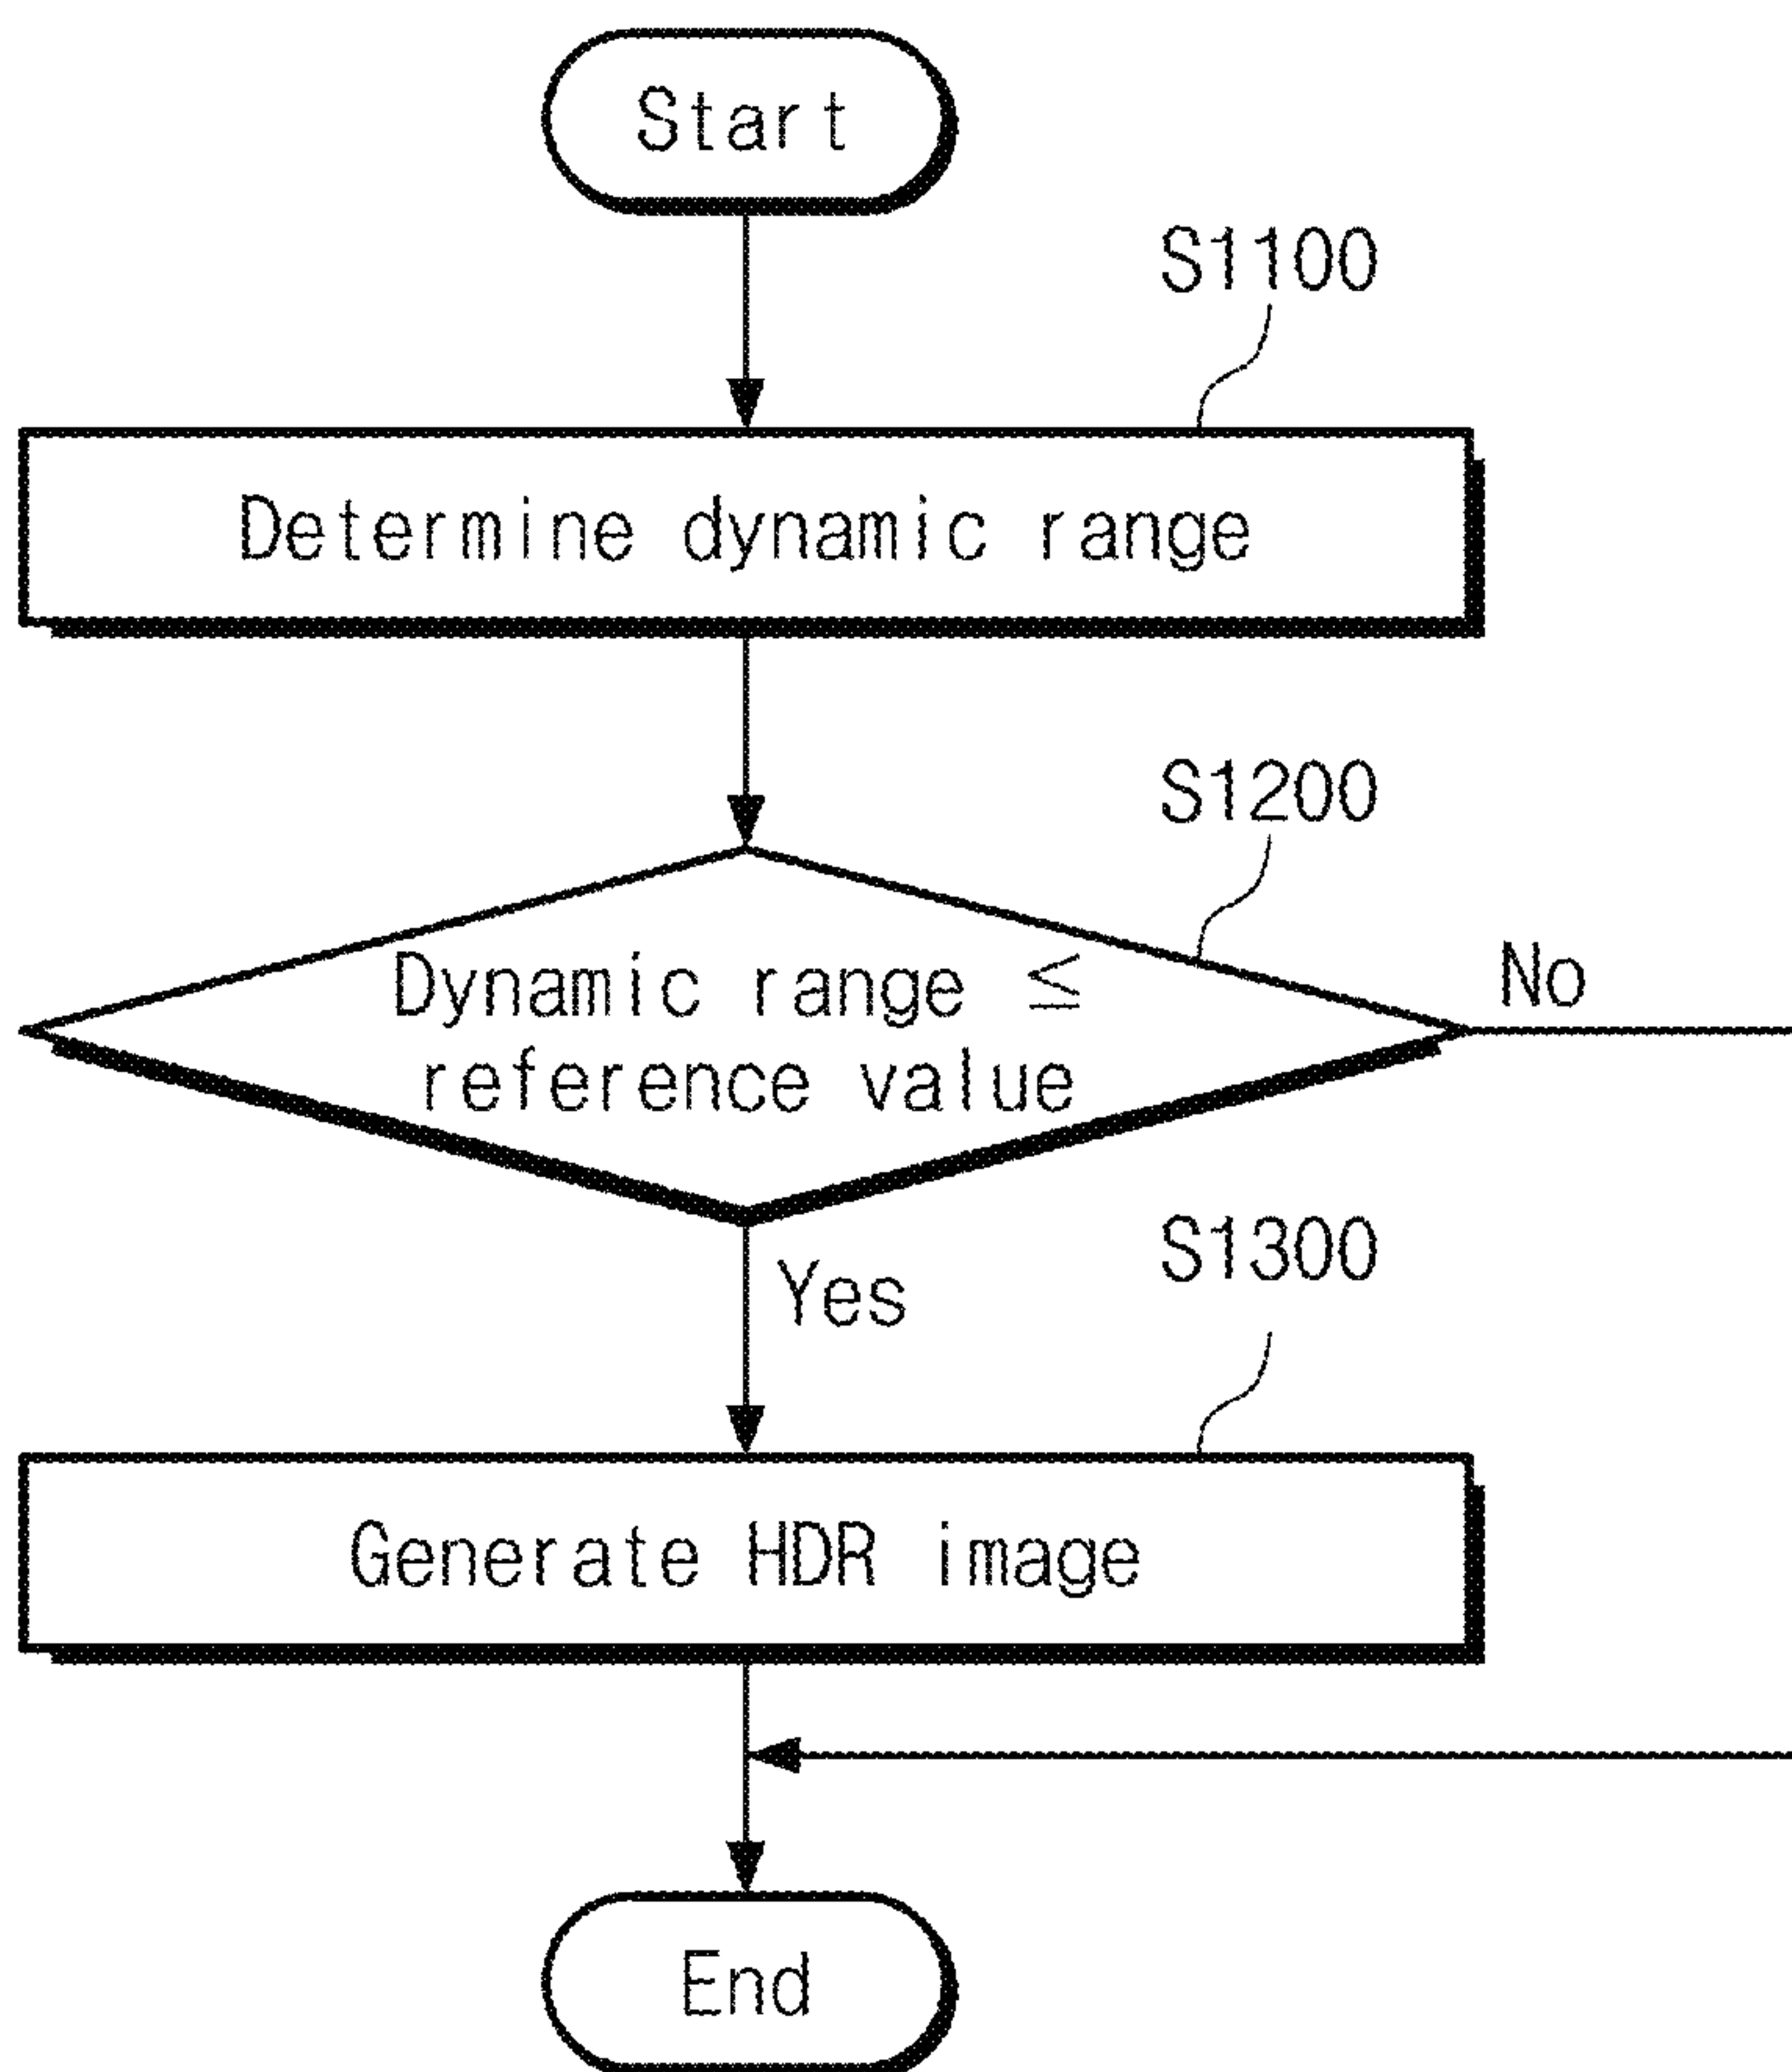 Start
S1100
Determine dynamic range
S1200
Dynamic range ≦
reference value
No
Yes
S1300
Generate HDR image
End